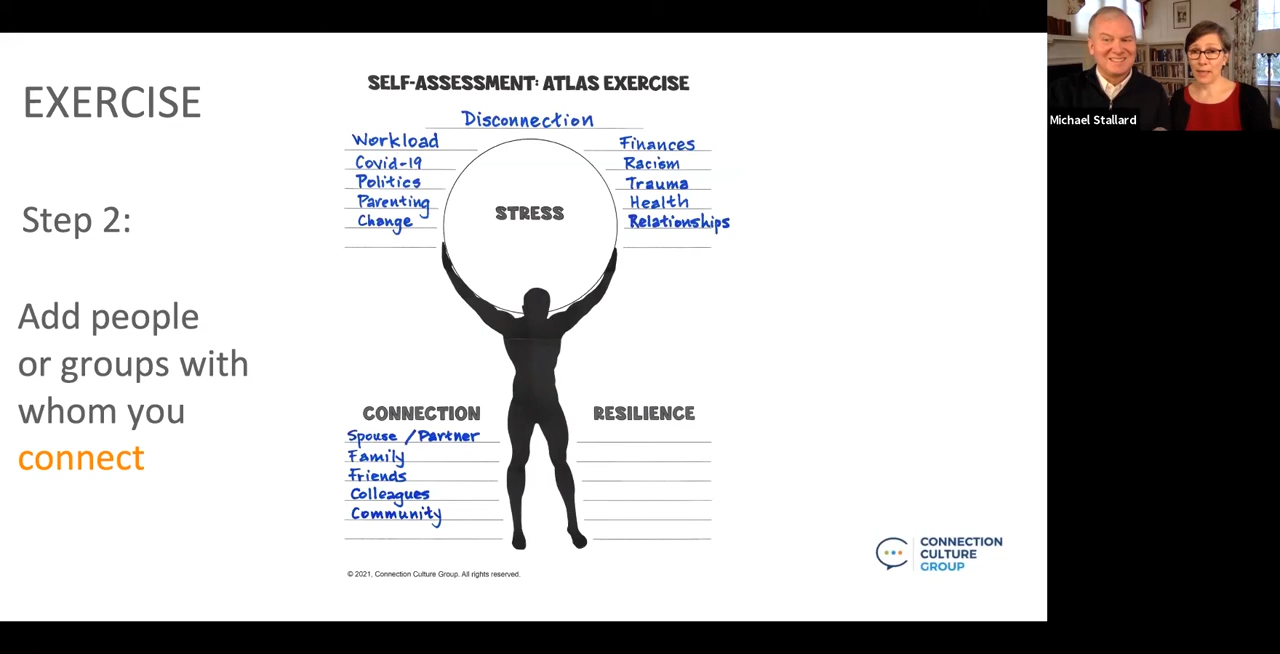 EXERCISE
Step 2:
Add people
or groups with
whom you
connect
SELF-ASSESSMENT: ATLAS EXERCISE
Disconnection
Workload
Covid-19
Politics
Parenting
Change
Finances
Racism
Trauma
Health
Relationships
STRESS
CONNECTION
Spouse/Partner
Family
Friends
Colleagues
Community
RESILIENCE
© 2021, Connection Culture Group. All rights reserved.
CONNECTION
CULTURE
GROUP
Michael Stallard